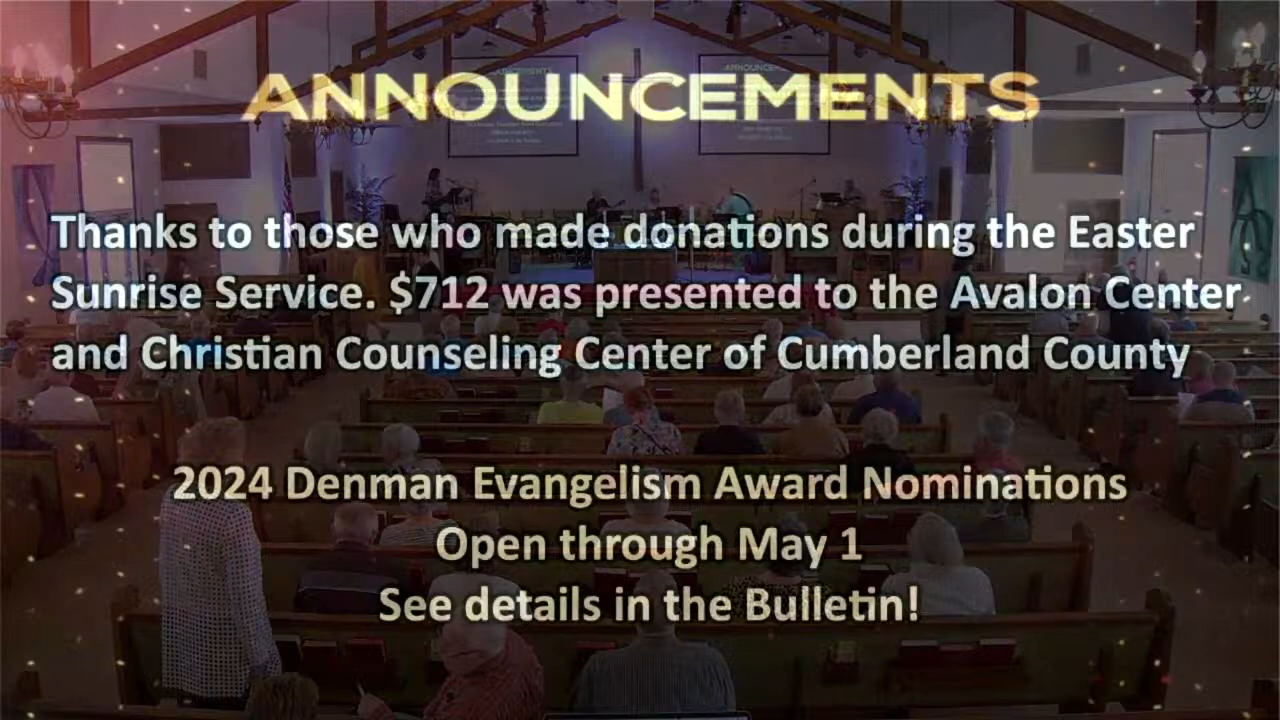 ANNOUNCEMENTS
Thanks to those who made donations during the Easter
Sunrise Service. $712 was presented to the Avalon Center
and Christian Counseling Center of Cumberland County
2024 Denman Evangelism Award Nominations
Open through May 1
See details in the Bulletin!